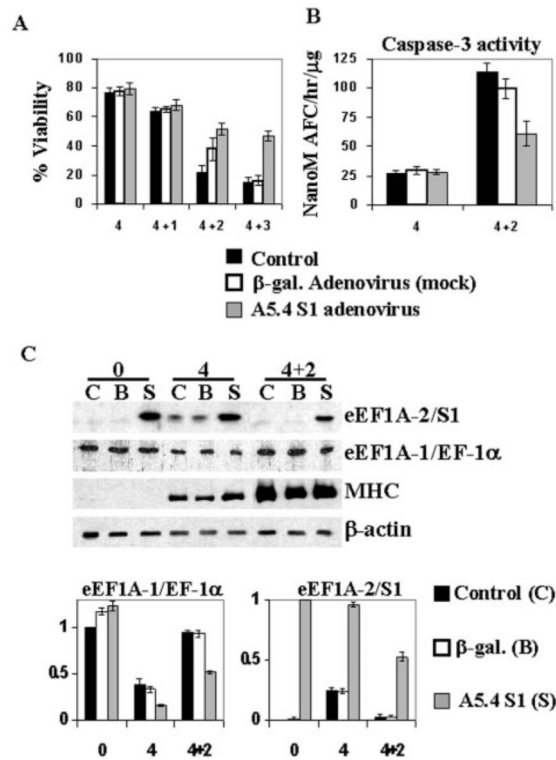 A
B
Caspase-3 activity
% Viability
100
80
60
40
20
0
4
4+1
4+2
4+3
NanoM AFC/hr/µg
125
100
75
50
25
0
4
4+2
Control
β-gal. Adenovirus (mock)
A5.4 S1 adenovirus
C
0 4 4+2
C B S C B S C B S
eEF1A-2/S1
eEF1A-1/EF-1α
MHC
β-actin
eEF1A-1/EF-1α
1
0.5
0
0 4 4+2
eEF1A-2/S1
1
0.5
0
0 4 4+2
Control (C)
β-gal. (B)
A5.4 S1 (S)